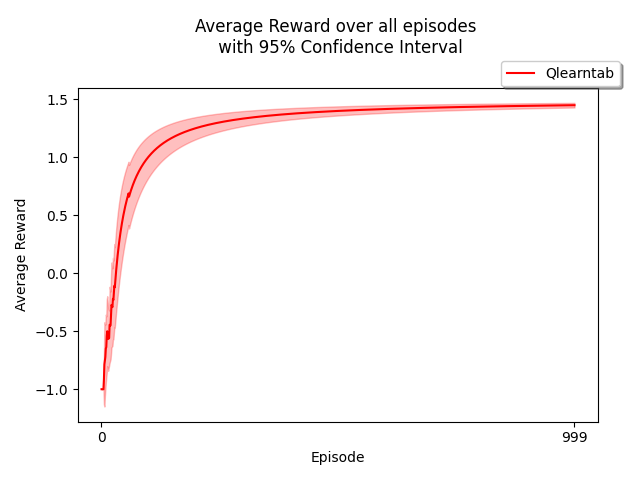 Average Reward over all episodes
with 95% Confidence Interval
Qlearntab
1.5
1.0
0.5
0.0
−0.5
−1.0
Average Reward
0
999
Episode